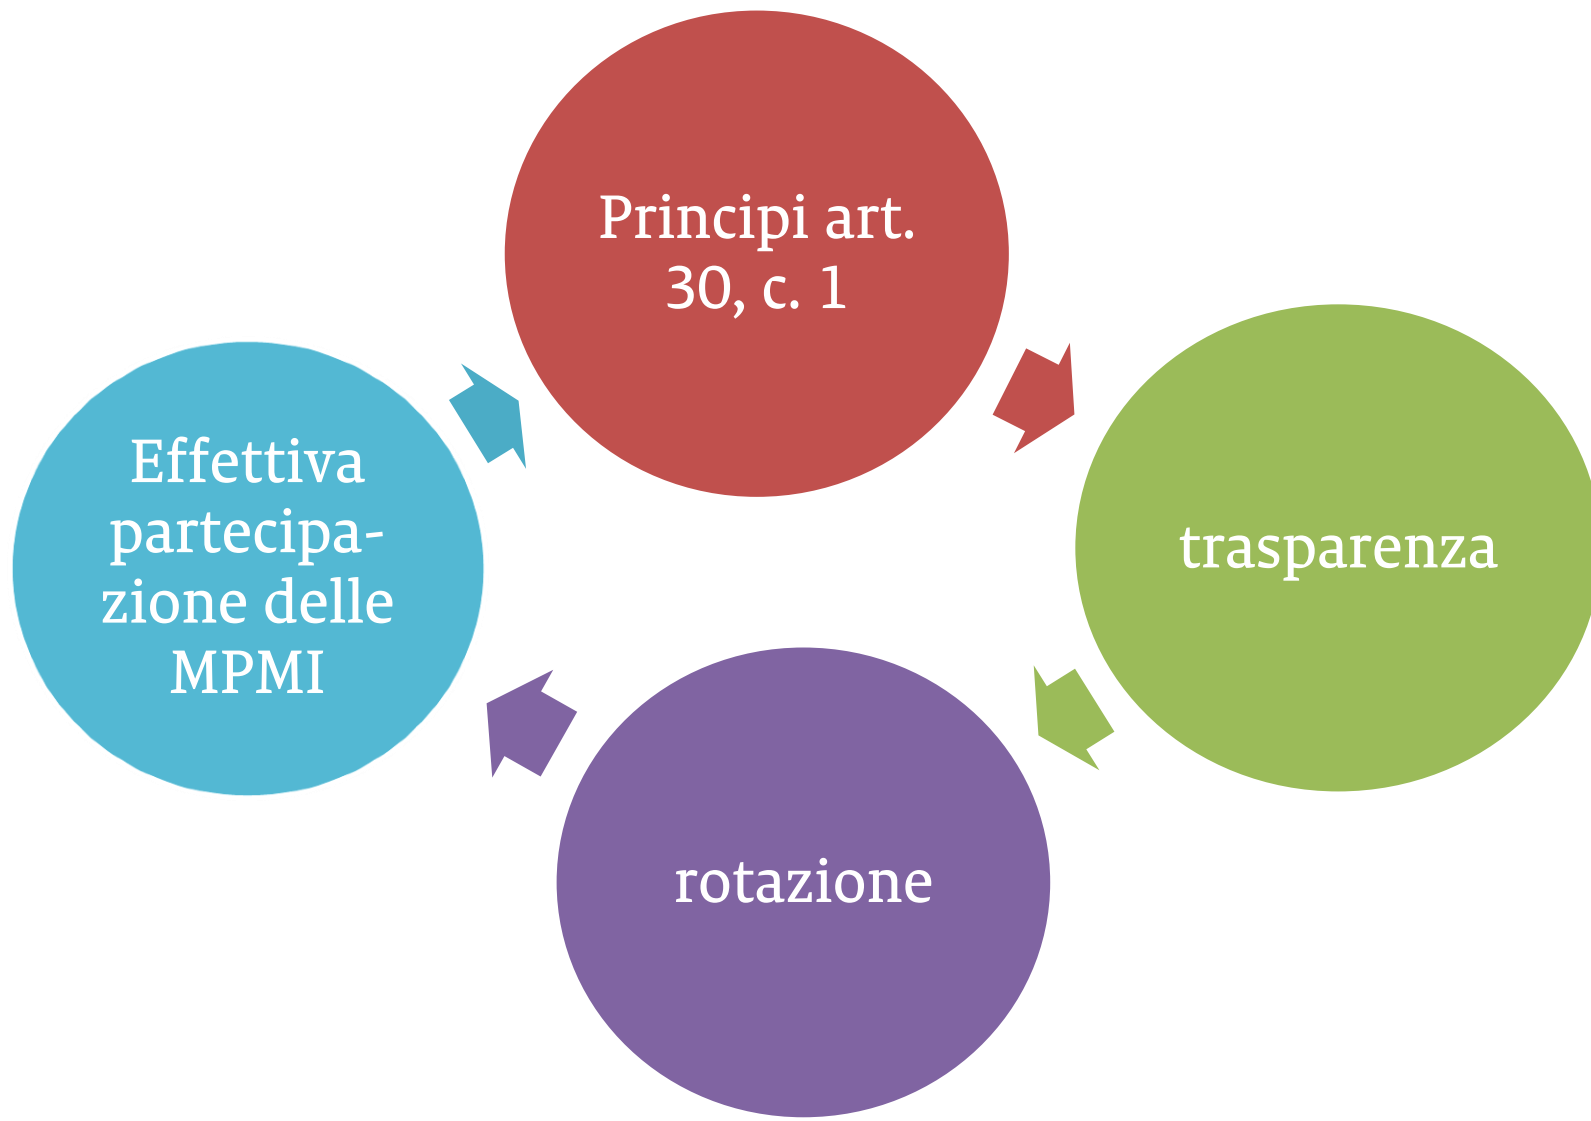 Principi art.
30, c. 1
trasparenza
rotazione
Effettiva
partecipa-
zione delle
MPMI